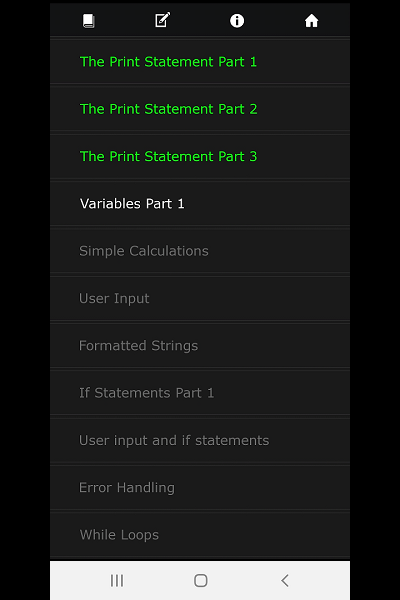 The Print Statement Part 1
The Print Statement Part 2
The Print Statement Part 3
Variables Part 1
Simple Calculations
User Input
Formatted Strings
If Statements Part 1
User input and if statements
Error Handling
While Loops